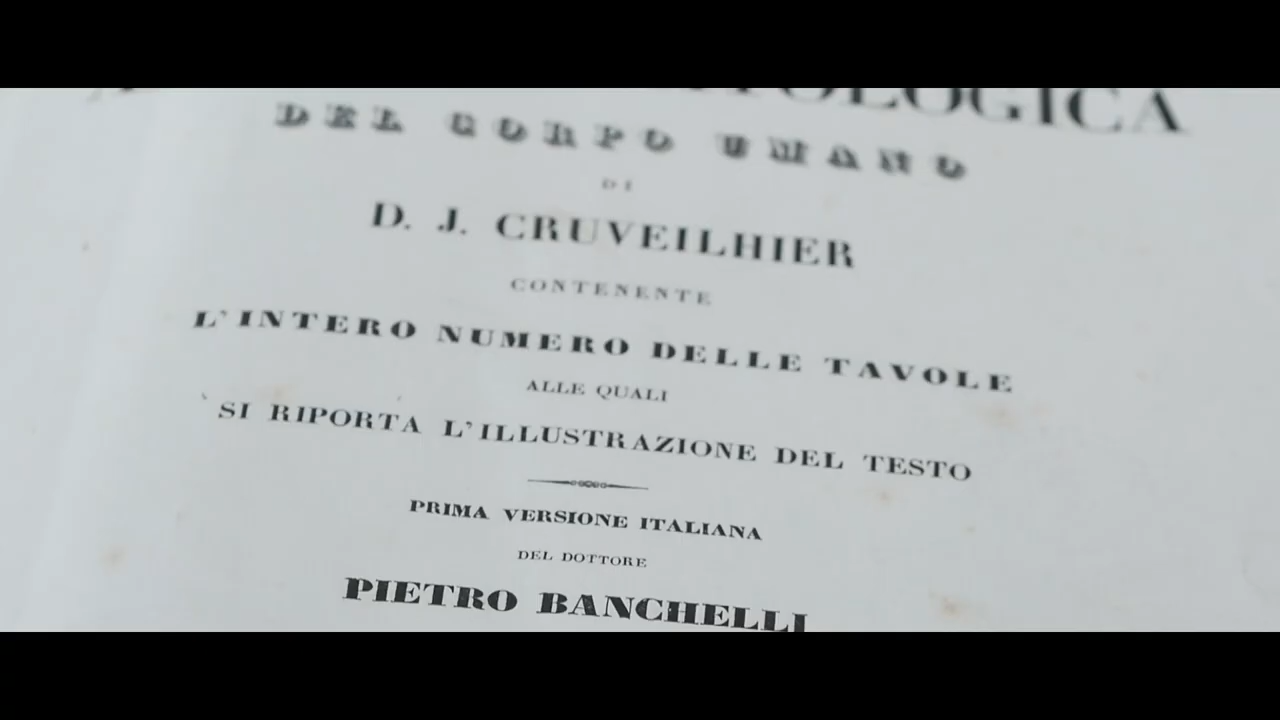 DEL CORPO UMANO
DI
D. J. CRUVEILHIER
CONTENENTE
L'INTERO NUMERO DELLE TAVOLE
ALLE QUALI
SI RIPORTA L'ILLUSTRAZIONE DEL TESTO
PRIMA VERSIONE ITALIANA
DEL DOTTORE
PIETRO BANCHELLI